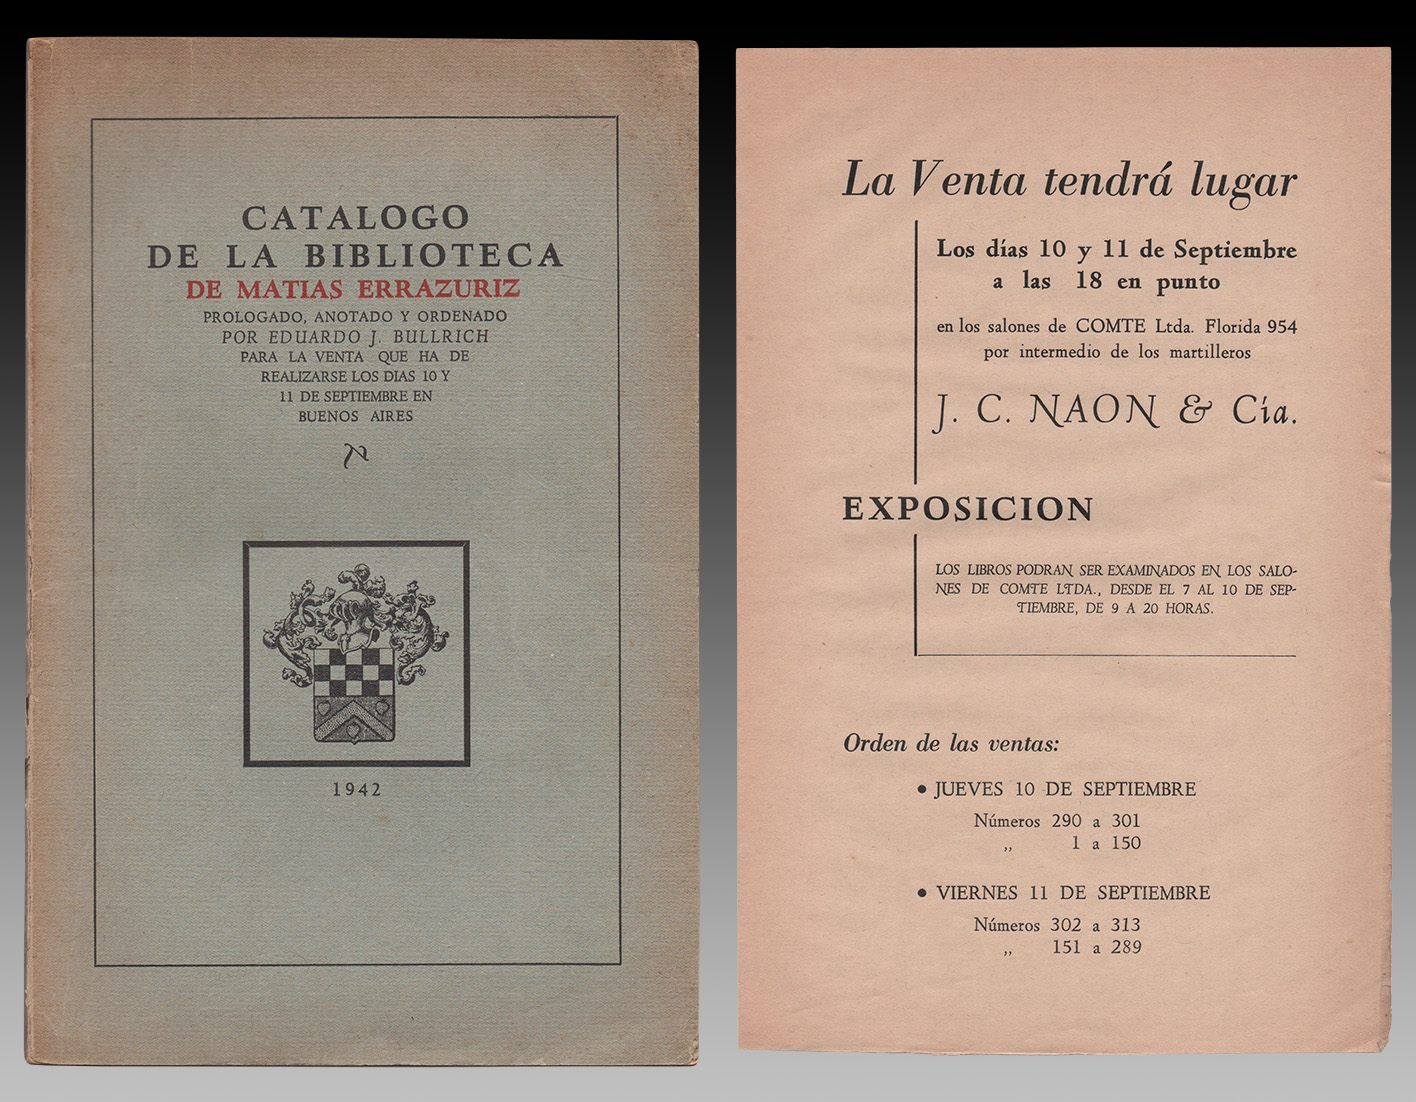 CATALOGO
DE LA BIBLIOTECA
DE MATIAS ERRAZURIZ
PROLOGADO, ANOTADO Y ORDENADO
POR EDUARDO J. BULLRICH
PARA LA VENTA QUE HA DE
REALIZARSE LOS DIAS 10 Y
11 DE SEPTIEMBRE EN
BUENOS AIRES
1942
La Venta tendrá lugar
Los días 10 y 11 de Septiembre
a las 18 en punto
en los salones de COMTE Ltda. Florida 954
por intermedio de los martilleros
J. C. NAON & Cía.
EXPOSICION
LOS LIBROS PODRAN SER EXAMINADOS EN LOS SALO-
NES DE COMTE LTDA., DESDE EL 7 AL 10 DE SEP-
TIEMBRE, DE 9 A 20 HORAS.
Orden de las ventas:
• JUEVES 10 DE SEPTIEMBRE
Números 290 a 301
,, 1 a 150
• VIERNES 11 DE SEPTIEMBRE
Números 302 a 313
,, 151 a 289